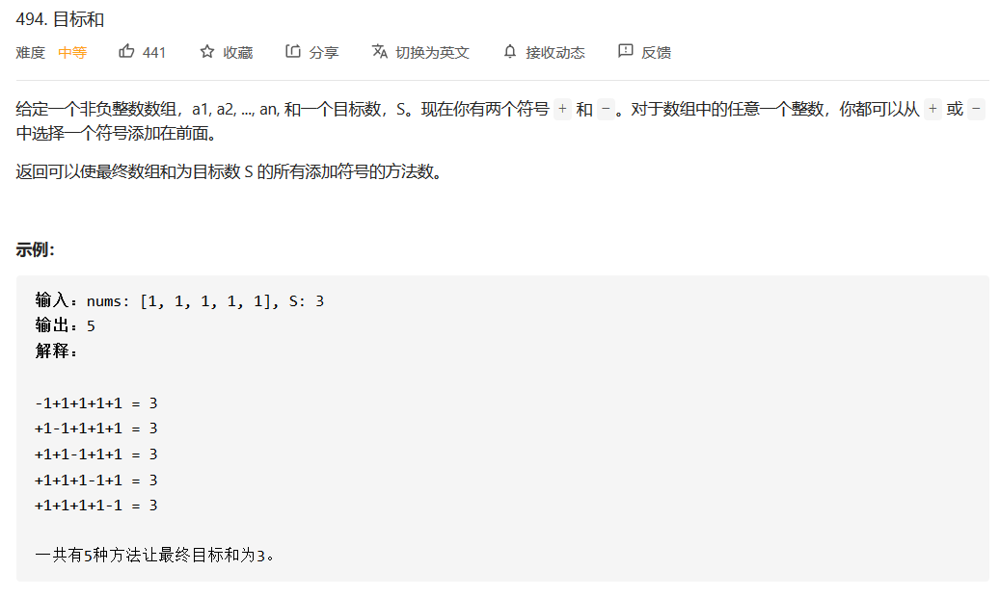 494. 目标和
难度 中等 441 收藏 分享 切换为英文 接收动态 反馈
给定一个非负整数数组，a1, a2, ..., an, 和一个目标数，S。现在你有两个符号 + 和 -。对于数组中的任意一个整数，你都可以从 + 或 -
中选择一个符号添加在前面。
返回可以使最终数组和为目标数 S 的所有添加符号的方法数。
示例：
输入：nums: [1, 1, 1, 1, 1], S: 3
输出：5
解释：
-1+1+1+1+1 = 3
+1-1+1+1+1 = 3
+1+1-1+1+1 = 3
+1+1+1-1+1 = 3
+1+1+1+1-1 = 3
一共有5种方法让最终目标和为3。